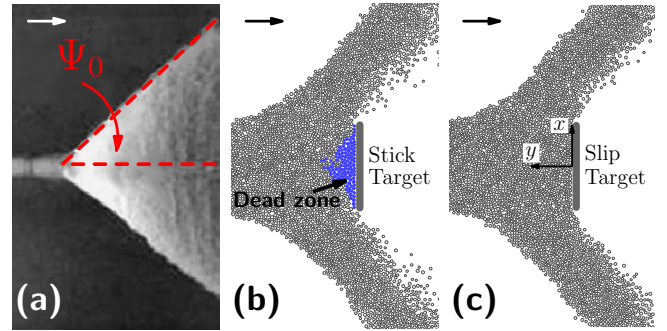 Ψ₀
(a)
Dead zone
Stick
Target
(b)
x
y
Slip
Target
(c)